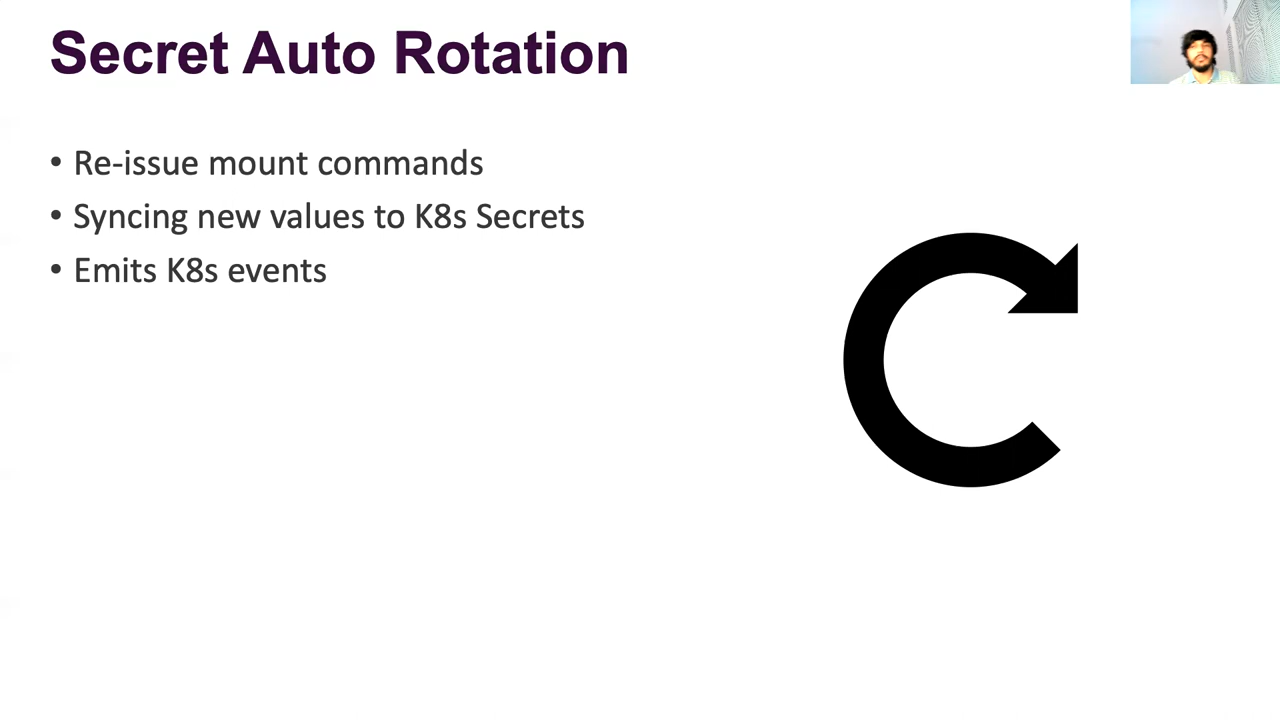 Secret Auto Rotation
• Re-issue mount commands
• Syncing new values to K8s Secrets
• Emits K8s events